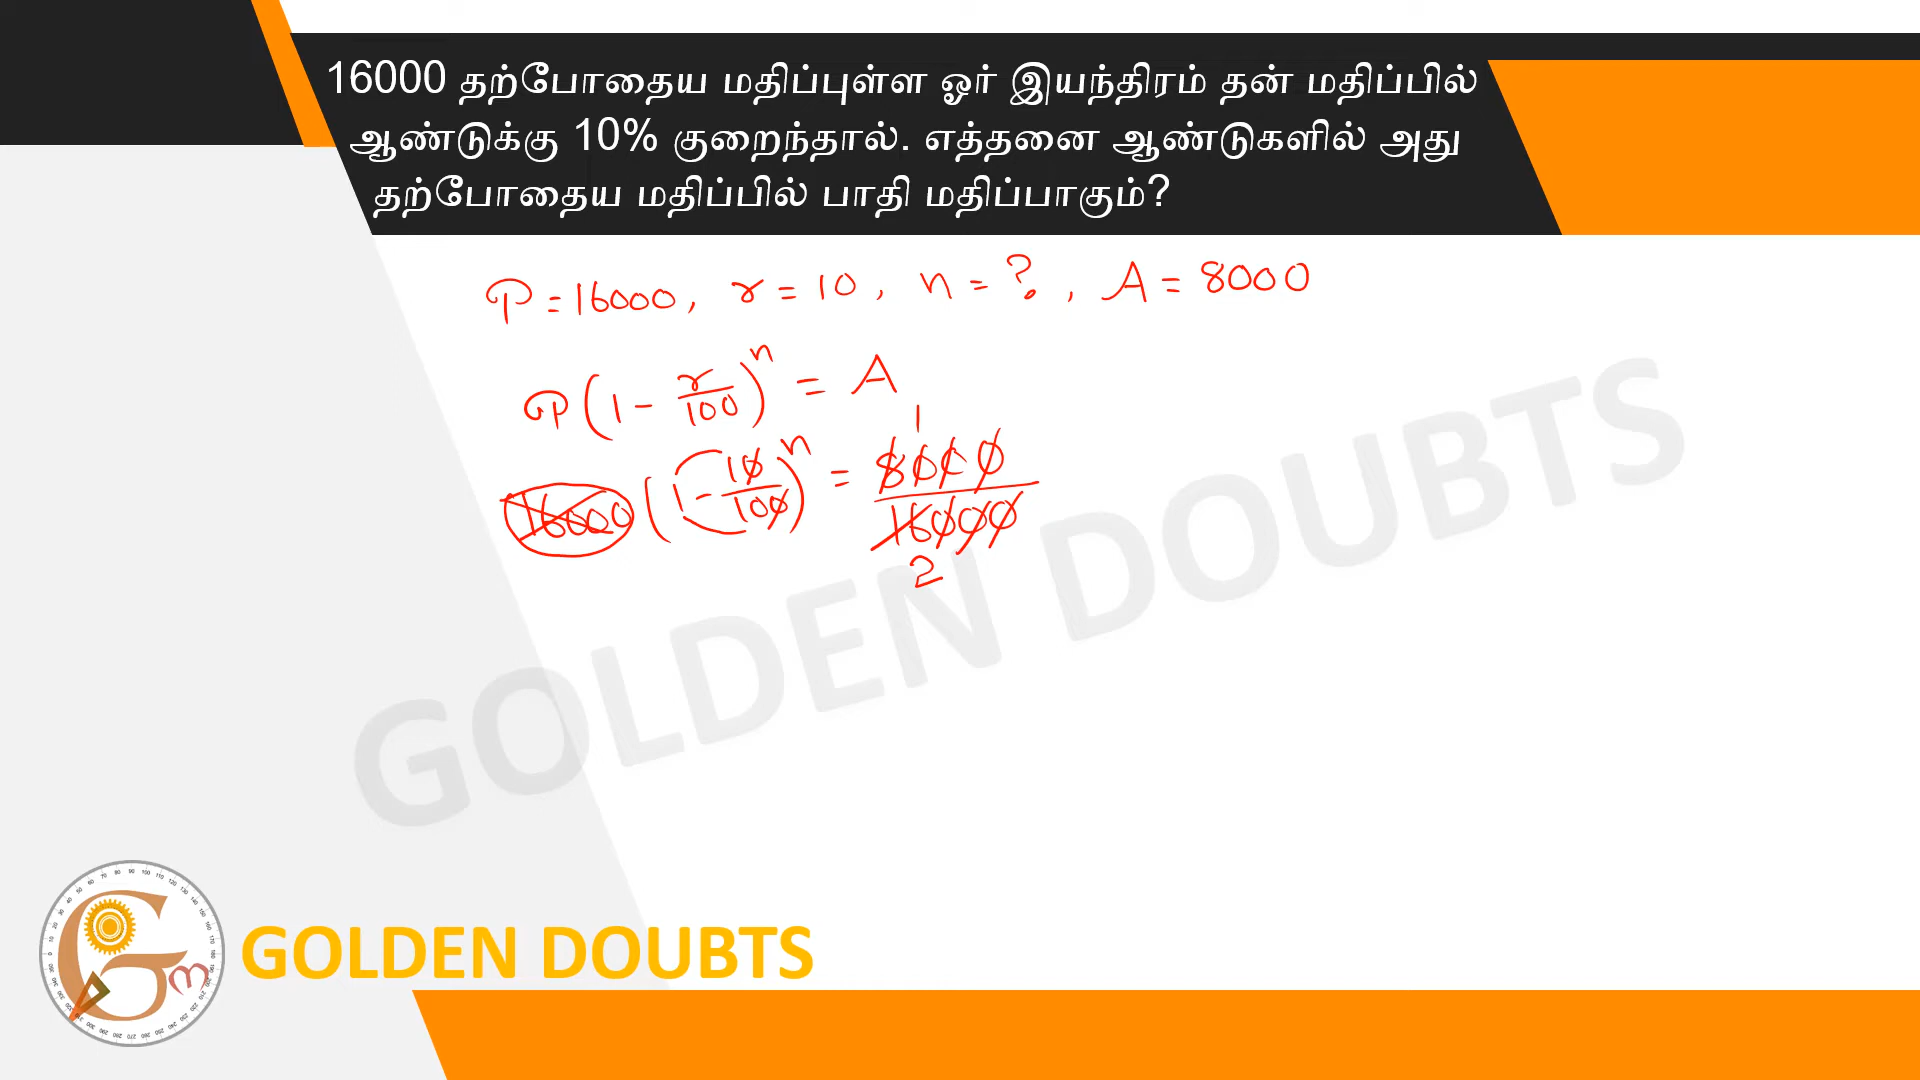 16000 தற்போதைய மதிப்புள்ள ஓர் இயந்திரம் தன் மதிப்பில்
ஆண்டுக்கு 10% குறைந்தால். எத்தனை ஆண்டுகளில் அது
தற்போதைய மதிப்பில் பாதி மதிப்பாகும்?
P = 16000, r = 10, n = ?, A = 8000
P(1 - r/100)^n = A
16000 (1 - 10/100)^n = 8000/16000
1
2
GOLDEN DOUBTS
GOLDEN DOUBTS